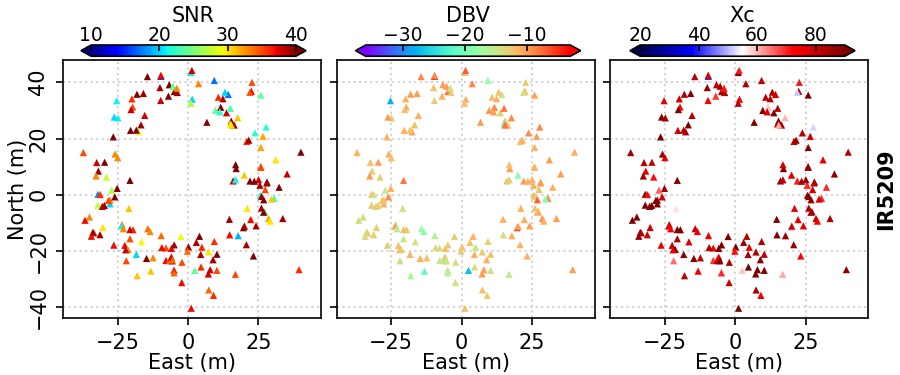 SNR DBV Xc
10 20 30 40 −30 −20 −10 20 40 60 80
40
20
0
−20
−40
North (m)
IR5209
−25 0 25 −25 0 25 −25 0 25
East (m) East (m) East (m)